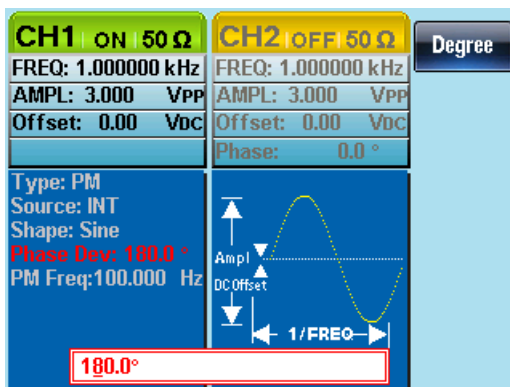 CH1 ON 50 Ω
CH2 OFF 50 Ω
Degree
FREQ: 1.000000 kHz
FREQ: 1.000000 kHz
AMPL: 3.000 VPP
AMPL: 3.000 VPP
Offset: 0.00 VDC
Offset: 0.00 VDC
Phase: 0.0 °
Type: PM
Source: INT
Shape: Sine
Phase Dev: 180.0 °
PM Freq:100.000 Hz
Ampl
DC Offset
1/FREQ
180.0°